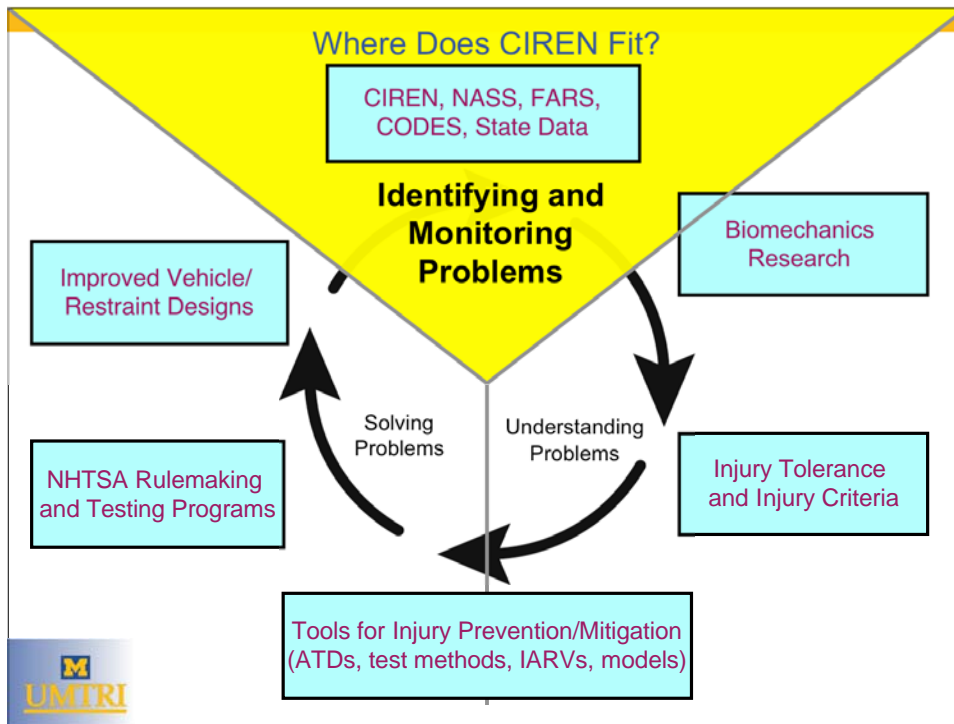 Where Does CIREN Fit?
CIREN, NASS, FARS,
CODES, State Data
Identifying and
Monitoring
Problems
Biomechanics
Research
Improved Vehicle/
Restraint Designs
Solving
Problems
Understanding
Problems
NHTSA Rulemaking
and Testing Programs
Injury Tolerance
and Injury Criteria
Tools for Injury Prevention/Mitigation
(ATDs, test methods, IARVs, models)
M
UMTRI